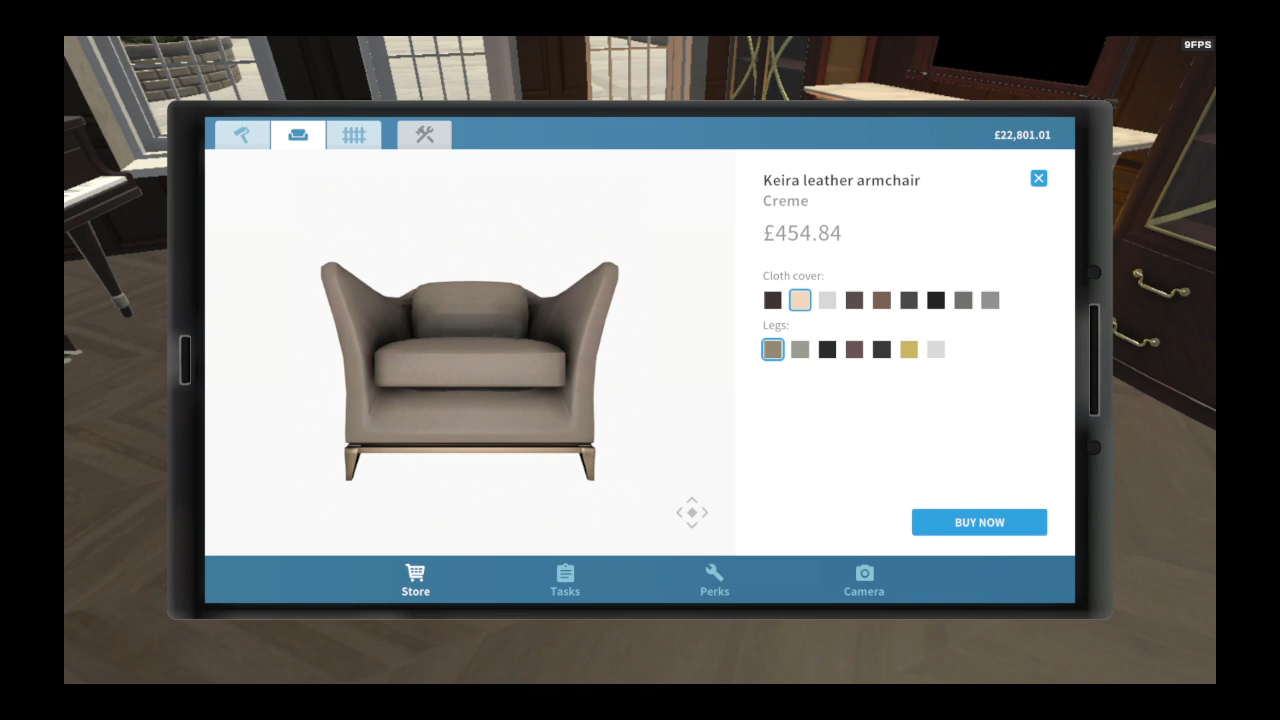 9FPS
£22,801.01
Keira leather armchair
Creme
£454.84
Cloth cover:
Legs:
BUY NOW
Store
Tasks
Perks
Camera